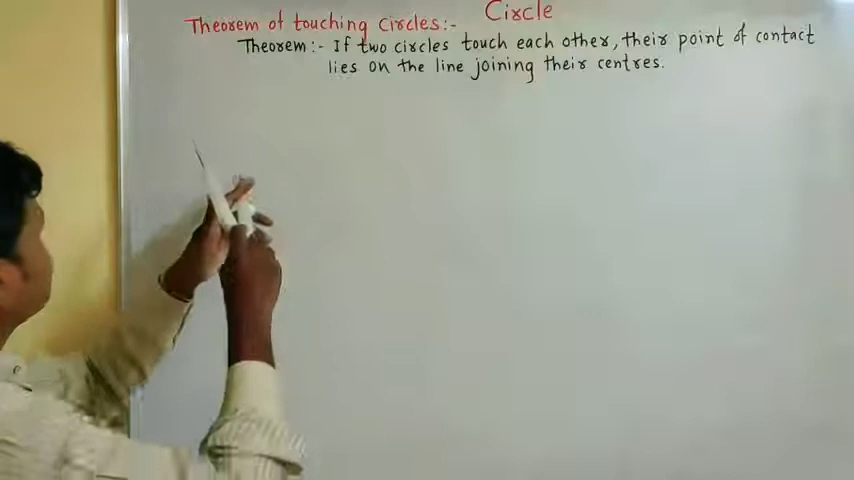 Circle
Theorem of touching circles:-
Theorem:- If two circles touch each other, their point of contact
lies on the line joining their centres.